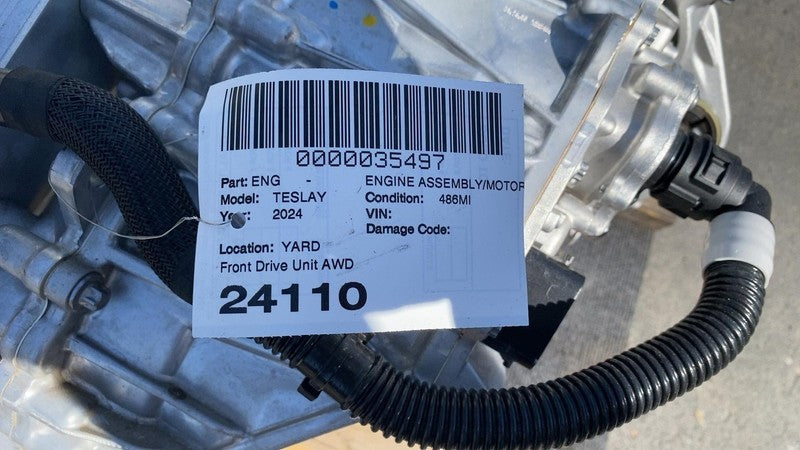 0000035497
Part: ENG - ENGINE ASSEMBLY/MOTOR
Model: TESLAY Condition: 486MI
Year: 2024 VIN:
Damage Code:
Location: YARD
Front Drive Unit AWD
24110